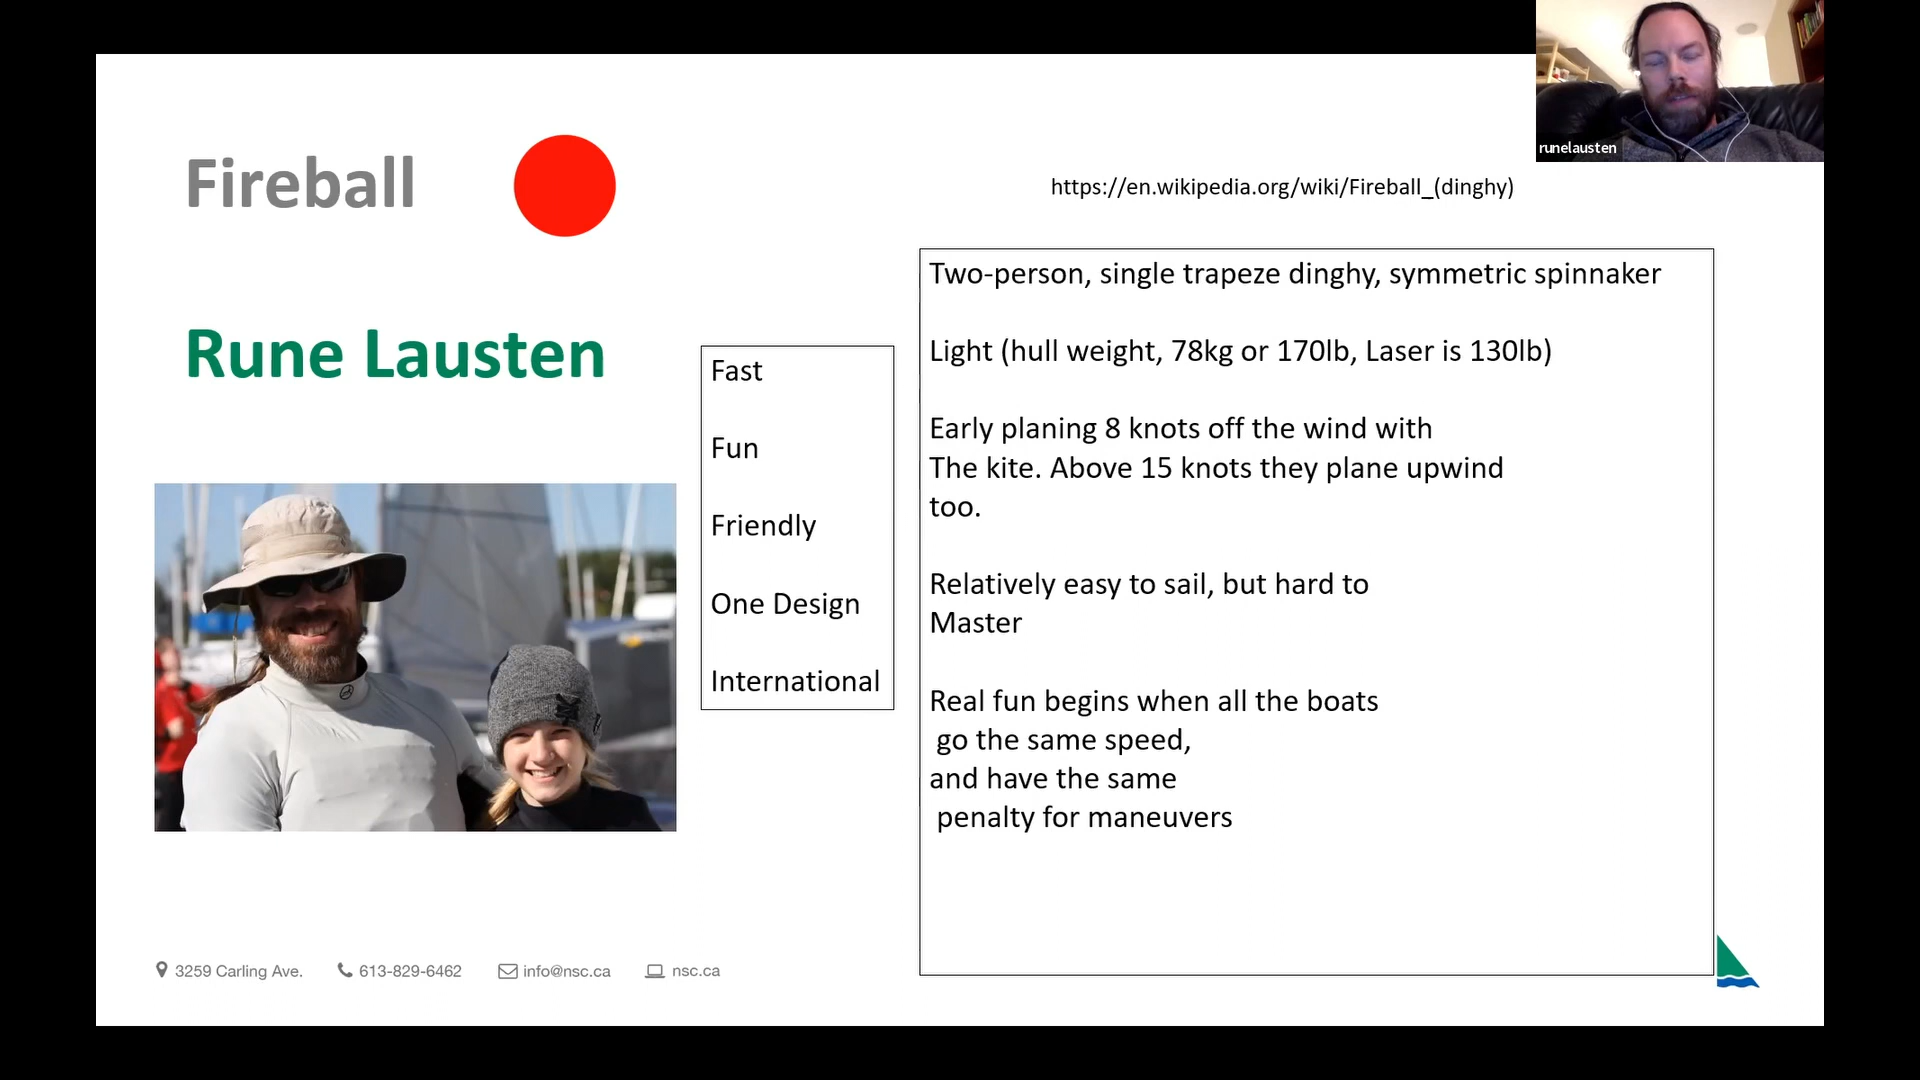 runelausten
Fireball
https://en.wikipedia.org/wiki/Fireball_(dinghy)
Rune Lausten
Fast
Fun
Friendly
One Design
International
Two-person, single trapeze dinghy, symmetric spinnaker
Light (hull weight, 78kg or 170lb, Laser is 130lb)
Early planing 8 knots off the wind with
The kite. Above 15 knots they plane upwind
too.
Relatively easy to sail, but hard to
Master
Real fun begins when all the boats
go the same speed,
and have the same
penalty for maneuvers
3259 Carling Ave. 613-829-6462 info@nsc.ca nsc.ca